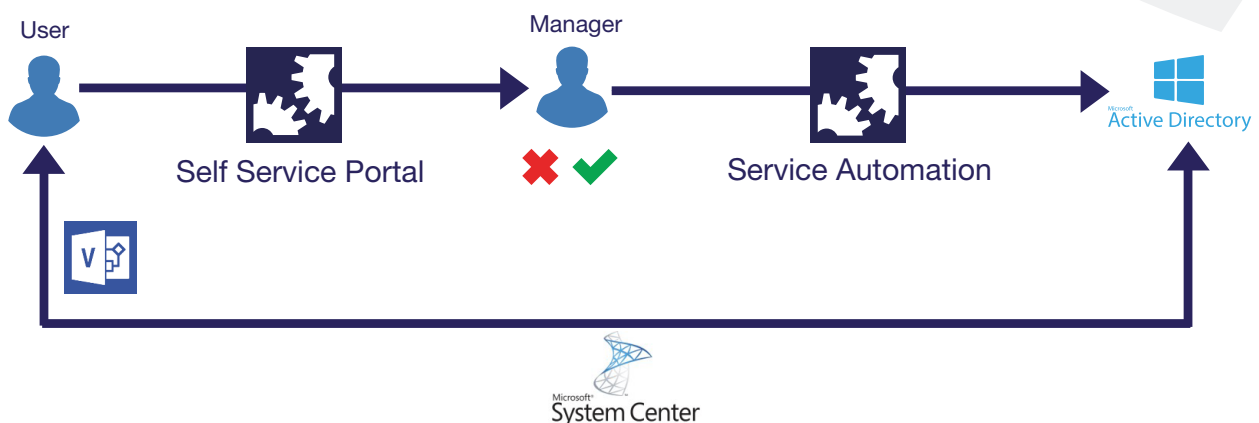 User
Manager
Self Service Portal
Service Automation
Microsoft
Active Directory
V
Microsoft®
System Center